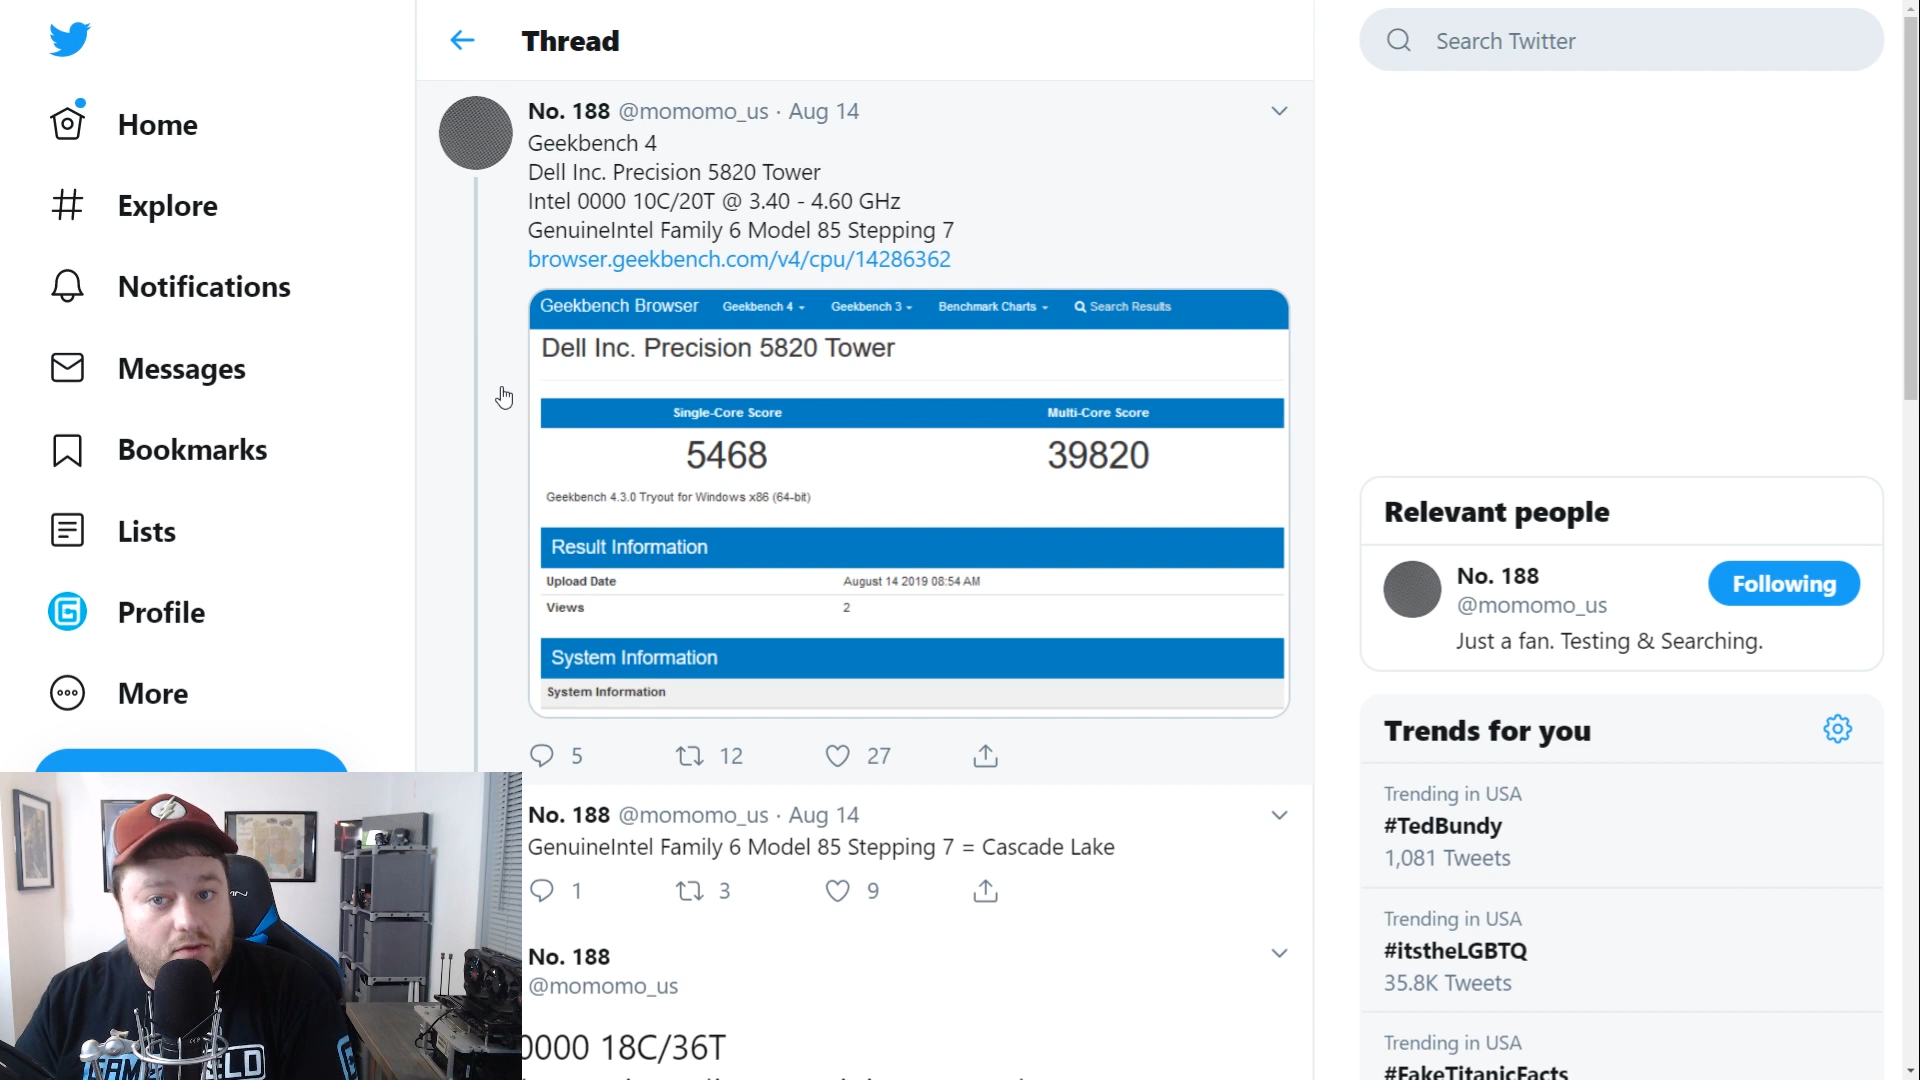 Thread
Search Twitter
Home
Explore
Notifications
Messages
Bookmarks
Lists
Profile
More
No. 188 @momomo_us · Aug 14
Geekbench 4
Dell Inc. Precision 5820 Tower
Intel 0000 10C/20T @ 3.40 - 4.60 GHz
GenuineIntel Family 6 Model 85 Stepping 7
browser.geekbench.com/v4/cpu/14286362
Geekbench Browser Geekbench 4 Geekbench 3 Benchmark Charts Search Results
Dell Inc. Precision 5820 Tower
Single-Core Score Multi-Core Score
5468 39820
Geekbench 4.3.0 Tryout for Windows x86 (64-bit)
Result Information
Upload Date August 14 2019 08:54 AM
Views 2
System Information
System Information
5 12 27
No. 188 @momomo_us · Aug 14
GenuineIntel Family 6 Model 85 Stepping 7 = Cascade Lake
1 3 9
No. 188
@momomo_us
0000 18C/36T
Relevant people
No. 188
@momomo_us
Following
Just a fan. Testing & Searching.
Trends for you
Trending in USA
#TedBundy
1,081 Tweets
Trending in USA
#itstheLGBTQ
35.8K Tweets
Trending in USA
#FakeTitanicFacts